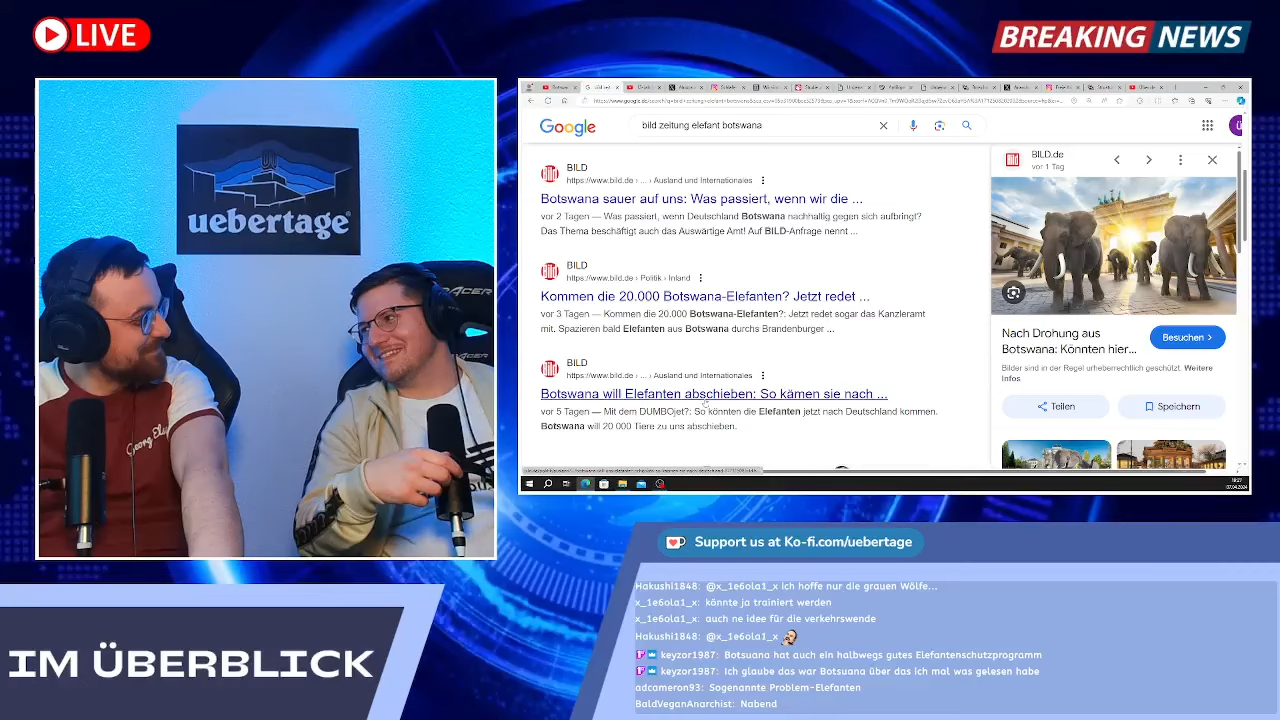 LIVE
BREAKING NEWS
uebertage
Google
bild zeitung elefant botswana
BILD
https://www.bild.de › ... › Ausland und Internationales
Botswana sauer auf uns: Was passiert, wenn wir die ...
vor 2 Tagen — Was passiert, wenn Deutschland Botswana nachhaltig gegen sich aufbringt?
Das Thema beschäftigt auch das Auswärtige Amt! Auf BILD-Anfrage nennt ...
BILD
https://www.bild.de › Politik › Inland
Kommen die 20.000 Botswana-Elefanten? Jetzt redet ...
vor 3 Tagen — Kommen die 20.000 Botswana-Elefanten?: Jetzt redet sogar das Kanzleramt
mit. Spazieren bald Elefanten aus Botswana durchs Brandenburger ...
BILD
https://www.bild.de › ... › Ausland und Internationales
Botswana will Elefanten abschieben: So kämen sie nach ...
vor 5 Tagen — Mit dem DUMBOjet?: So könnten die Elefanten jetzt nach Deutschland kommen.
Botswana will 20 000 Tiere zu uns abschieben.
BILD.de
vor 1 Tag
Nach Drohung aus
Botswana: Könnten hier...
Besuchen
Bilder sind in der Regel urheberrechtlich geschützt. Weitere
Infos
Teilen
Speichern
Support us at Ko-fi.com/uebertage
Hakushi1848: @x_1e6ola1_x ich hoffe nur die grauen Wölfe...
x_1e6ola1_x: könnte ja trainiert werden
x_1e6ola1_x: auch ne idee für die verkehrswende
Hakushi1848: @x_1e6ola1_x
keyzor1987: Botsuana hat auch ein halbwegs gutes Elefantenschutzprogramm
keyzor1987: Ich glaube das war Botsuana über das ich mal was gelesen habe
adcameron93: Sogenannte Problem-Elefanten
BaldVeganAnarchist: Nabend
IM ÜBERBLICK